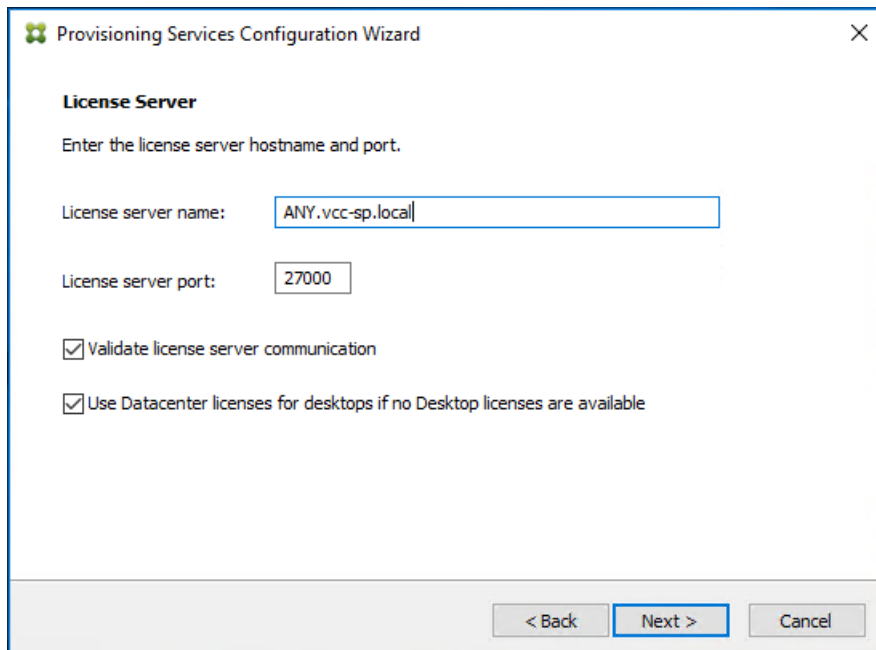 Provisioning Services Configuration Wizard
License Server
Enter the license server hostname and port.
License server name: ANY.vcc-sp.local
License server port: 27000
Validate license server communication
Use Datacenter licenses for desktops if no Desktop licenses are available
< Back Next > Cancel